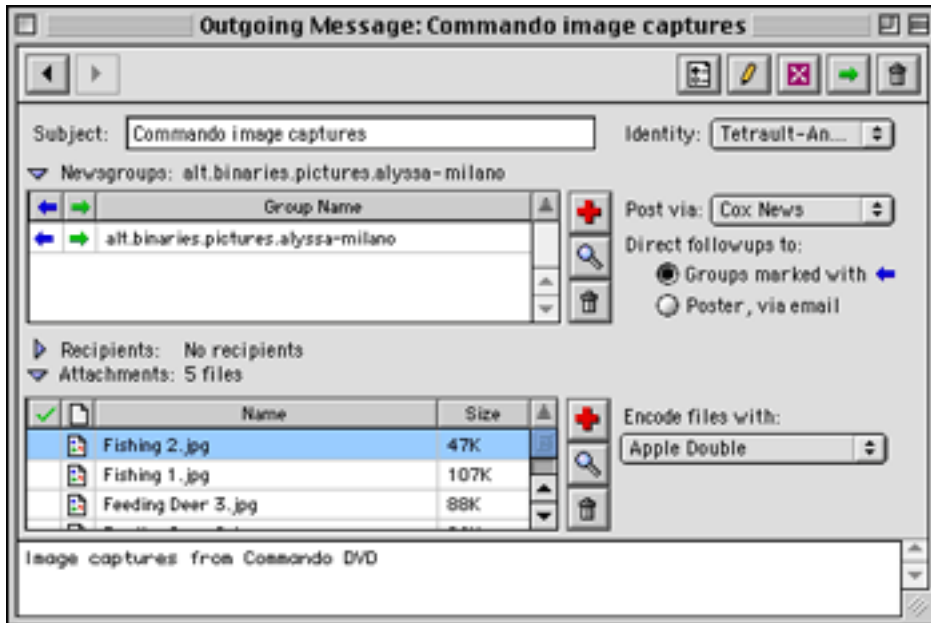 Outgoing Message: Commando image captures
Subject: Commando image captures
Identity: Tetrault-An...
Newsgroups: alt.binaries.pictures.alyssa-milano
Group Name
alt.binaries.pictures.alyssa-milano
Post via: Cox News
Direct followups to:
Groups marked with
Poster, via email
Recipients: No recipients
Attachments: 5 files
Name Size
Fishing 2.jpg 47K
Fishing 1.jpg 107K
Feeding Deer 3.jpg 88K
Encode files with:
Apple Double
Image captures from Commando DVD